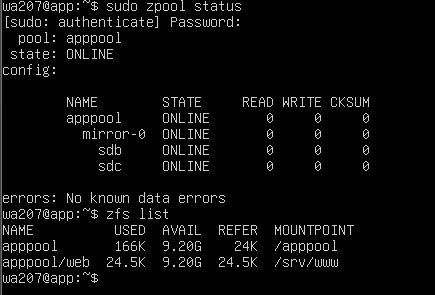 wa207@app:~$ sudo zpool status
[sudo: authenticate] Password:
  pool: apppool
 state: ONLINE
config:

        NAME        STATE     READ WRITE CKSUM
        apppool     ONLINE       0     0     0
          mirror-0  ONLINE       0     0     0
            sdb     ONLINE       0     0     0
            sdc     ONLINE       0     0     0

errors: No known data errors
wa207@app:~$ zfs list
NAME          USED  AVAIL  REFER  MOUNTPOINT
apppool       166K  9.20G    24K  /apppool
apppool/web  24.5K  9.20G  24.5K  /srv/www
wa207@app:~$